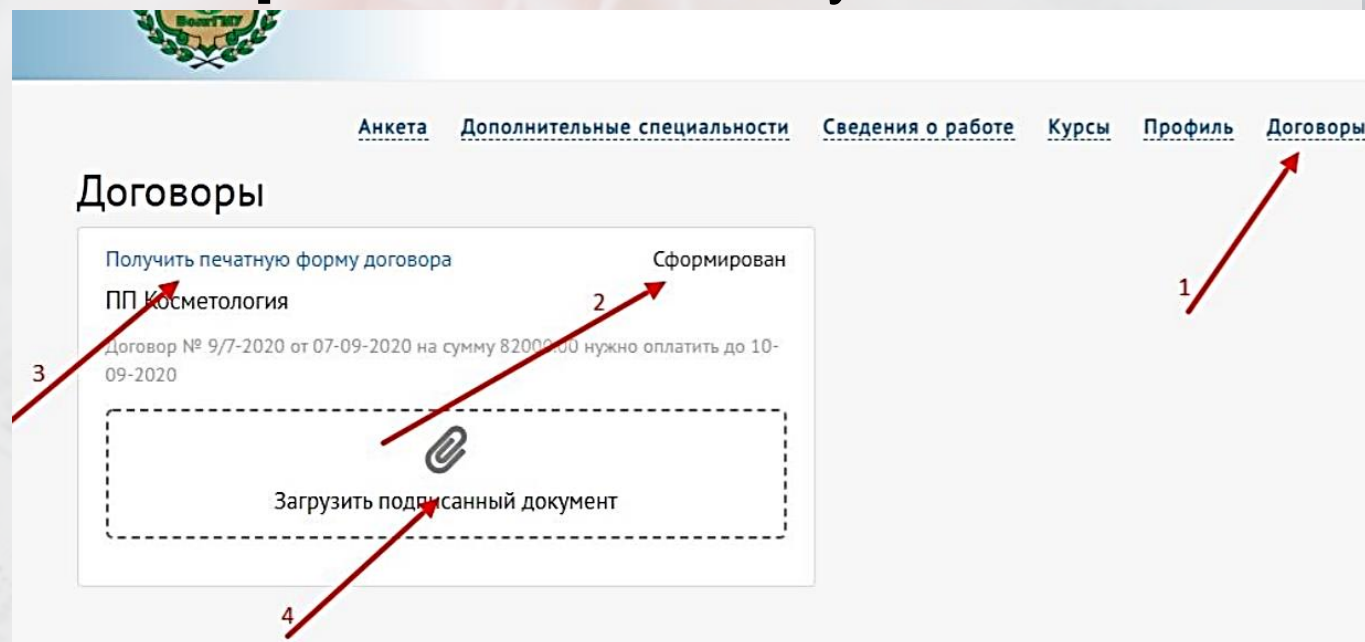 ВолгГМУ
Анкета Дополнительные специальности Сведения о работе Курсы Профиль Договоры
1
Договоры
Получить печатную форму договора Сформирован
2
ПП Косметология
3
Договор № 9/7-2020 от 07-09-2020 на сумму 82000.00 нужно оплатить до 10-
09-2020
Загрузить подписанный документ
4